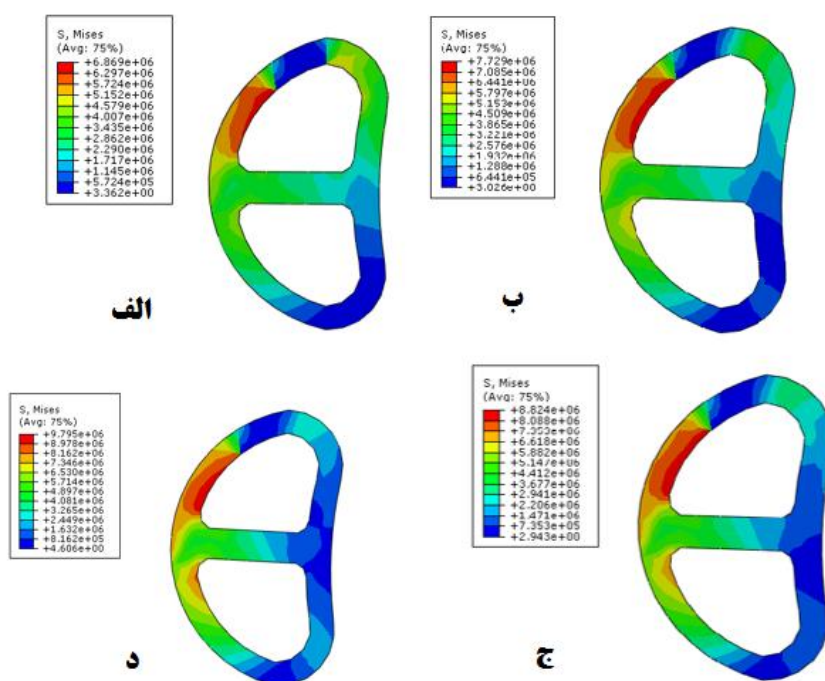 S, Mises
(Avg: 75%)
+6.869e+06
+6.297e+06
+5.724e+06
+5.152e+06
+4.579e+06
+4.007e+06
+3.435e+06
+2.862e+06
+2.290e+06
+1.717e+06
+1.145e+06
+5.724e+05
+3.362e+00
الف
S, Mises
(Avg: 75%)
+7.729e+06
+7.085e+06
+6.441e+06
+5.797e+06
+5.153e+06
+4.509e+06
+3.865e+06
+3.221e+06
+2.576e+06
+1.932e+06
+1.288e+06
+6.441e+05
+3.026e+00
ب
S, Mises
(Avg: 75%)
+9.795e+06
+8.978e+06
+8.162e+06
+7.346e+06
+6.530e+06
+5.714e+06
+4.897e+06
+4.081e+06
+3.265e+06
+2.449e+06
+1.632e+06
+8.162e+05
+4.606e+00
د
S, Mises
(Avg: 75%)
+8.824e+06
+8.088e+06
+7.353e+06
+6.618e+06
+5.882e+06
+5.147e+06
+4.412e+06
+3.677e+06
+2.941e+06
+2.206e+06
+1.471e+06
+7.353e+05
+2.943e+00
ج